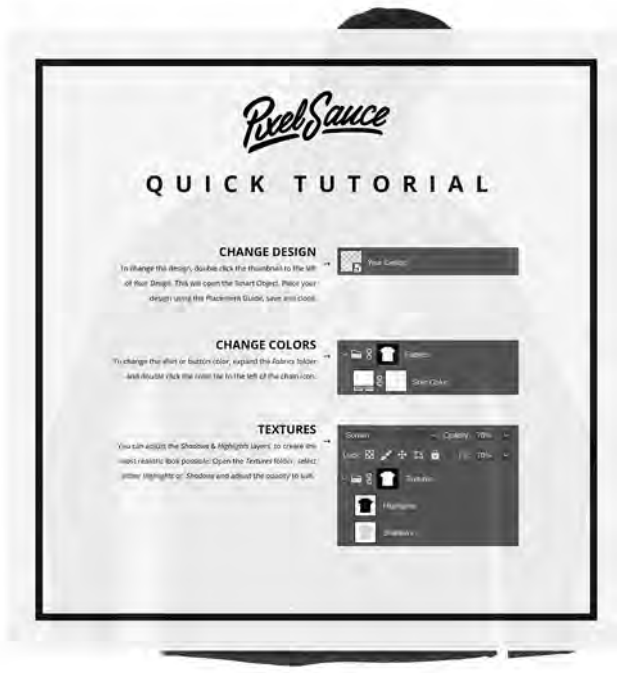 PixelSauce
QUICK TUTORIAL
CHANGE DESIGN
To change the design, double click the thumbnail to the left
of Your Design. This will open the Smart Object. Place your
design using the Placement Guide, save and close.
→
Your Design
CHANGE COLORS
To change the shirt or button color, expand the Fabrics folder
and double click the color tile to the left of the chain icon.
→
Fabrics
Shirt Color
TEXTURES
You can adjust the Shadows & Highlights layers, to create the
most realistic look possible. Open the Textures folder, select
either Highlights or Shadows and adjust the opacity to suit.
→
Screen Opacity: 70%
Lock: Fill: 70%
Textures
Highlights
Shadows